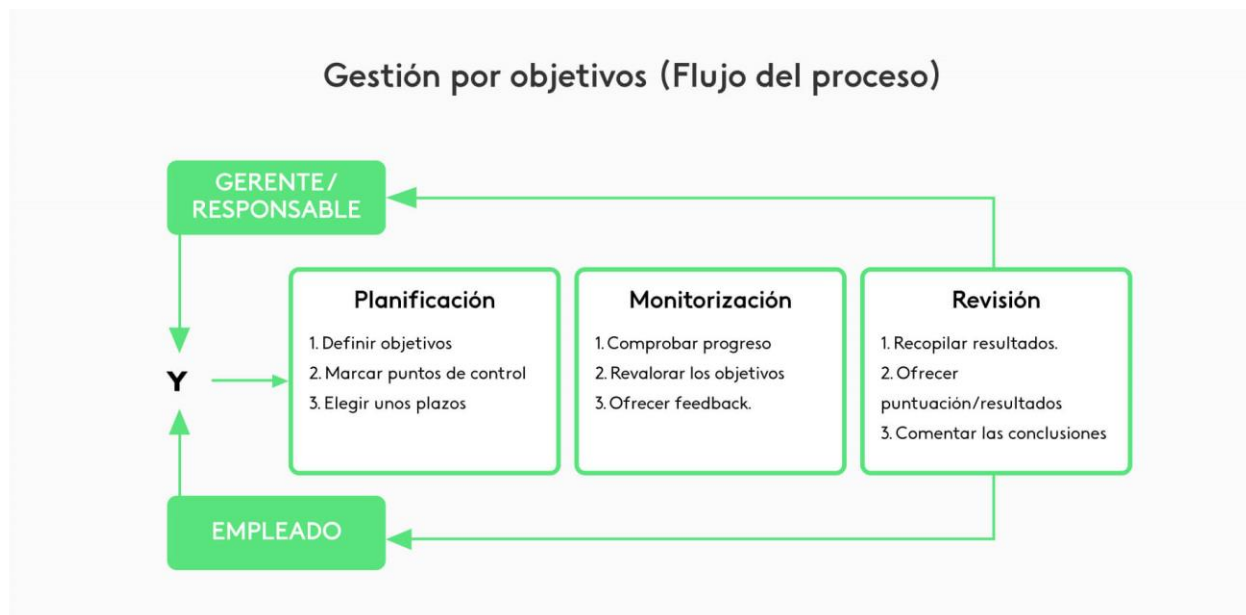 Gestión por objetivos (Flujo del proceso)
GERENTE/
RESPONSABLE
Y
Planificación
1. Definir objetivos
2. Marcar puntos de control
3. Elegir unos plazos
Monitorización
1. Comprobar progreso
2. Revalorar los objetivos
3. Ofrecer feedback.
Revisión
1. Recopilar resultados.
2. Ofrecer
puntuación/resultados
3. Comentar las conclusiones
EMPLEADO